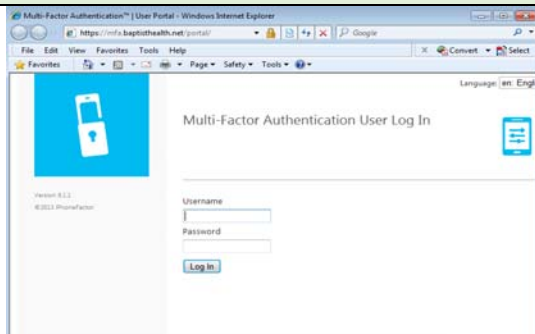 Multi-Factor Authentication™ | User Portal - Windows Internet Explorer
https://mfa.baptisthealth.net/portal/
Google
File Edit View Favorites Tools Help
Convert
Select
Favorites
Page Safety Tools
Language: en: Engl
Multi-Factor Authentication User Log In
Version 6.2.2
©2013 PhoneFactor
Username
Password
Log In